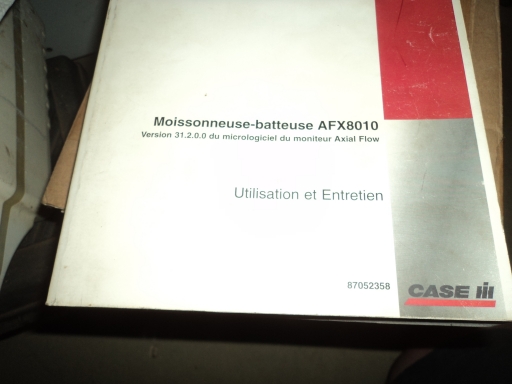 Moissonneuse-batteuse AFX8010
Version 31.2.0.0 du micrologiciel du moniteur Axial Flow
Utilisation et Entretien
87052358
CASE III